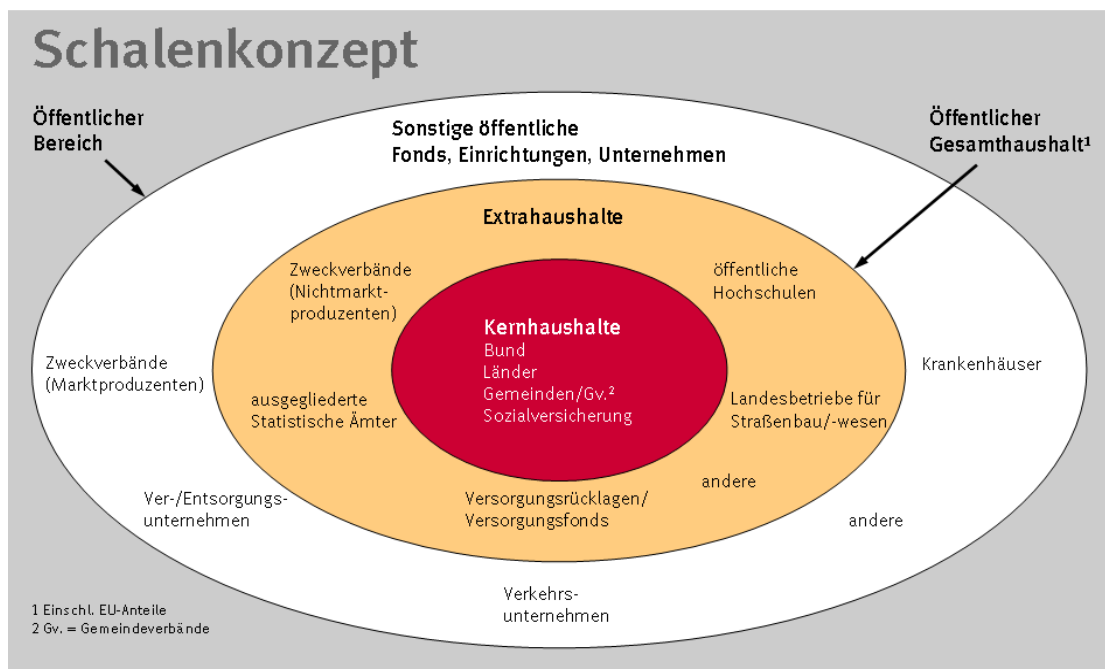 Schalenkonzept
Öffentlicher
Bereich
Öffentlicher
Gesamthaushalt¹
Sonstige öffentliche
Fonds, Einrichtungen, Unternehmen
Extrahaushalte
Zweckverbände
(Nichtmarkt-
produzenten)
öffentliche
Hochschulen
Kernhaushalte
Bund
Länder
Gemeinden/Gv.²
Sozialversicherung
Zweckverbände
(Marktproduzenten)
Krankenhäuser
ausgegliederte
Statistische Ämter
Landesbetriebe für
Straßenbau/-wesen
andere
Versorgungsrücklagen/
Versorgungsfonds
Ver-/Entsorgungs-
unternehmen
andere
Verkehrs-
unternehmen
1 Einschl. EU-Anteile
2 Gv. = Gemeindeverbände